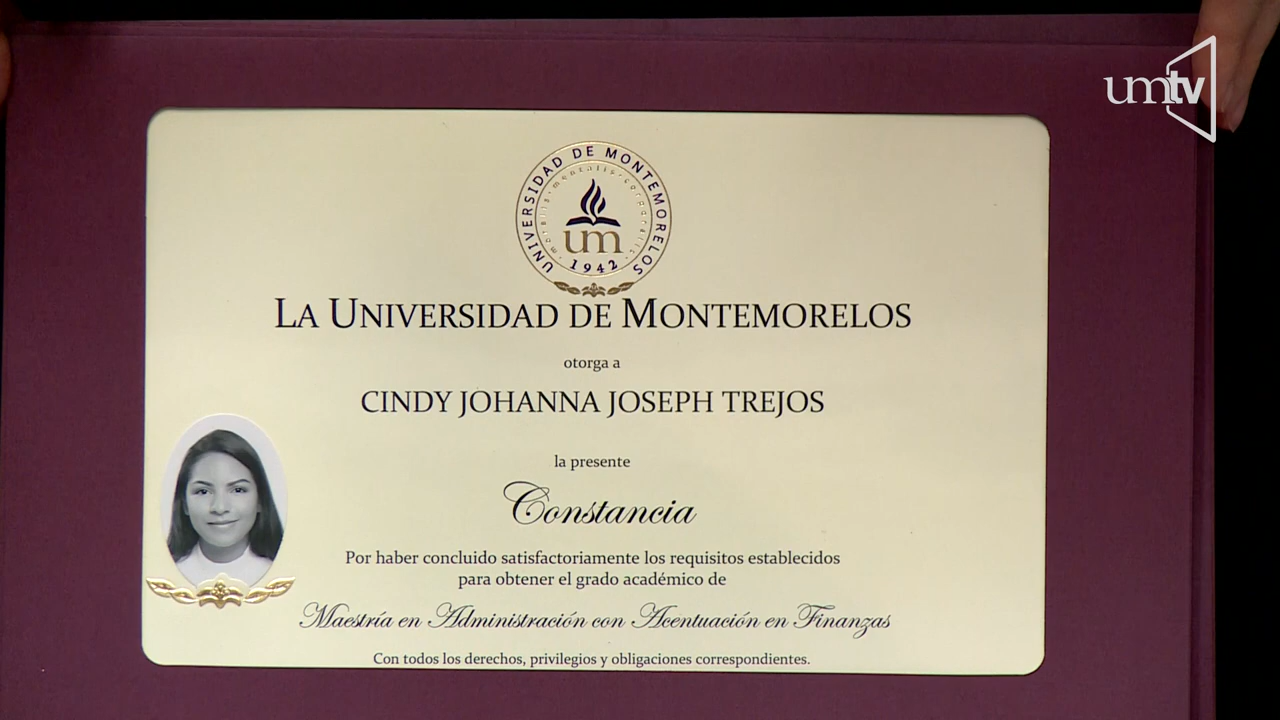 umtv
UNIVERSIDAD DE MONTEMORELOS
um
1942
LA UNIVERSIDAD DE MONTEMORELOS
otorga a
CINDY JOHANNA JOSEPH TREJOS
la presente
Constancia
Por haber concluido satisfactoriamente los requisitos establecidos
para obtener el grado académico de
Maestría en Administración con Acentuación en Finanzas
Con todos los derechos, privilegios y obligaciones correspondientes.